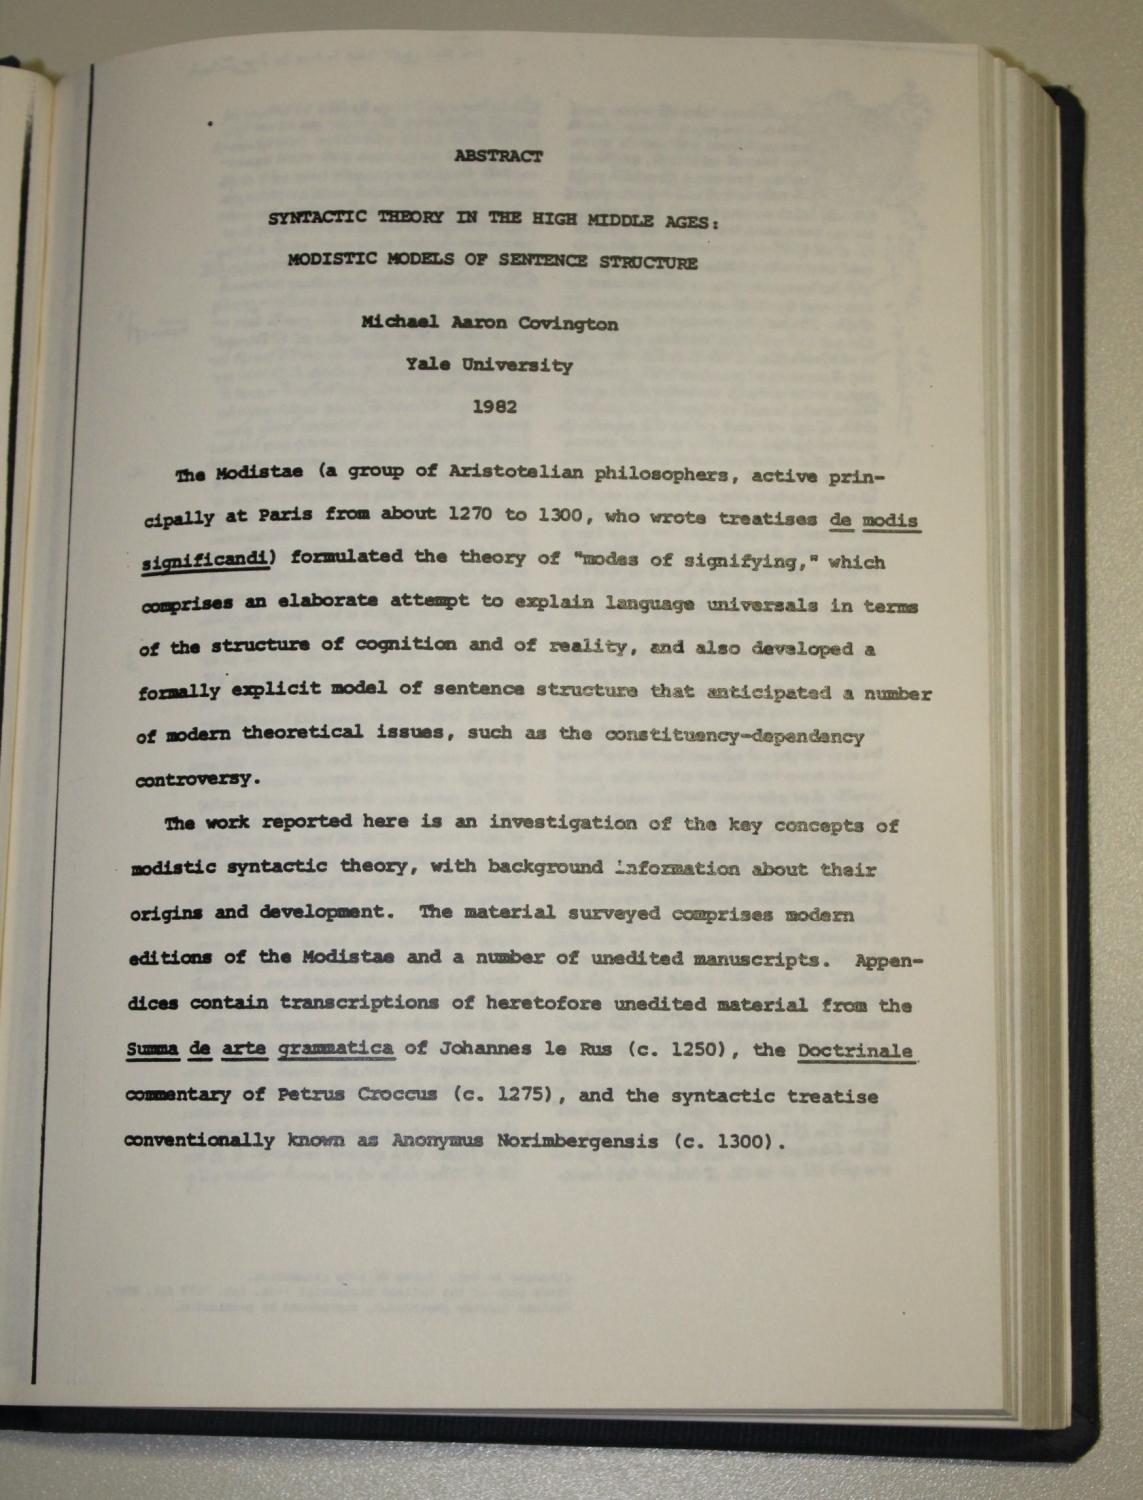 ABSTRACT
SYNTACTIC THEORY IN THE HIGH MIDDLE AGES:
MODISTIC MODELS OF SENTENCE STRUCTURE
Michael Aaron Covington
Yale University
1982
The Modistae (a group of Aristotelian philosophers, active prin-
cipally at Paris from about 1270 to 1300, who wrote treatises de modis
significandi) formulated the theory of "modes of signifying," which
comprises an elaborate attempt to explain language universals in terms
of the structure of cognition and of reality, and also developed a
formally explicit model of sentence structure that anticipated a number
of modern theoretical issues, such as the constituency-dependency
controversy.
The work reported here is an investigation of the key concepts of
modistic syntactic theory, with background information about their
origins and development. The material surveyed comprises modern
editions of the Modistae and a number of unedited manuscripts. Appen-
dices contain transcriptions of heretofore unedited material from the
Summa de arte grammatica of Johannes le Rus (c. 1250), the Doctrinale
commentary of Petrus Croccus (c. 1275), and the syntactic treatise
conventionally known as Anonymus Norimbergensis (c. 1300).